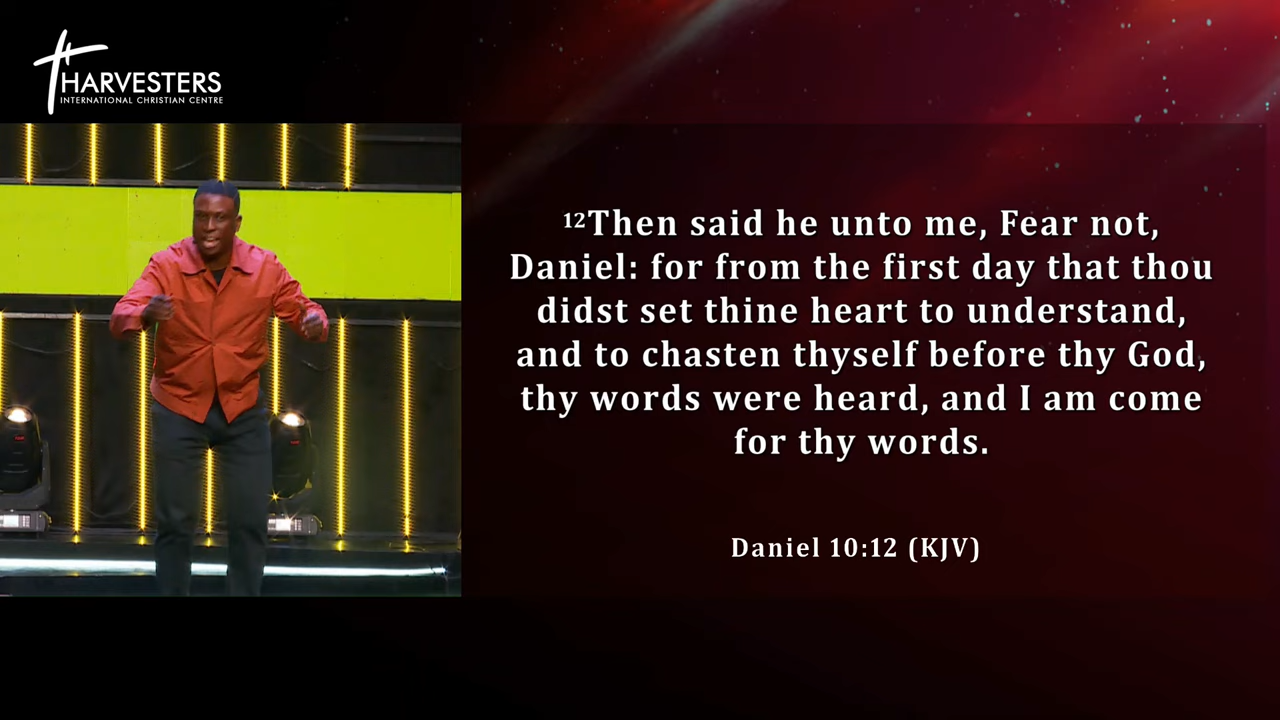 HARVESTERS
INTERNATIONAL CHRISTIAN CENTRE
¹²Then said he unto me, Fear not,
Daniel: for from the first day that thou
didst set thine heart to understand,
and to chasten thyself before thy God,
thy words were heard, and I am come
for thy words.
Daniel 10:12 (KJV)